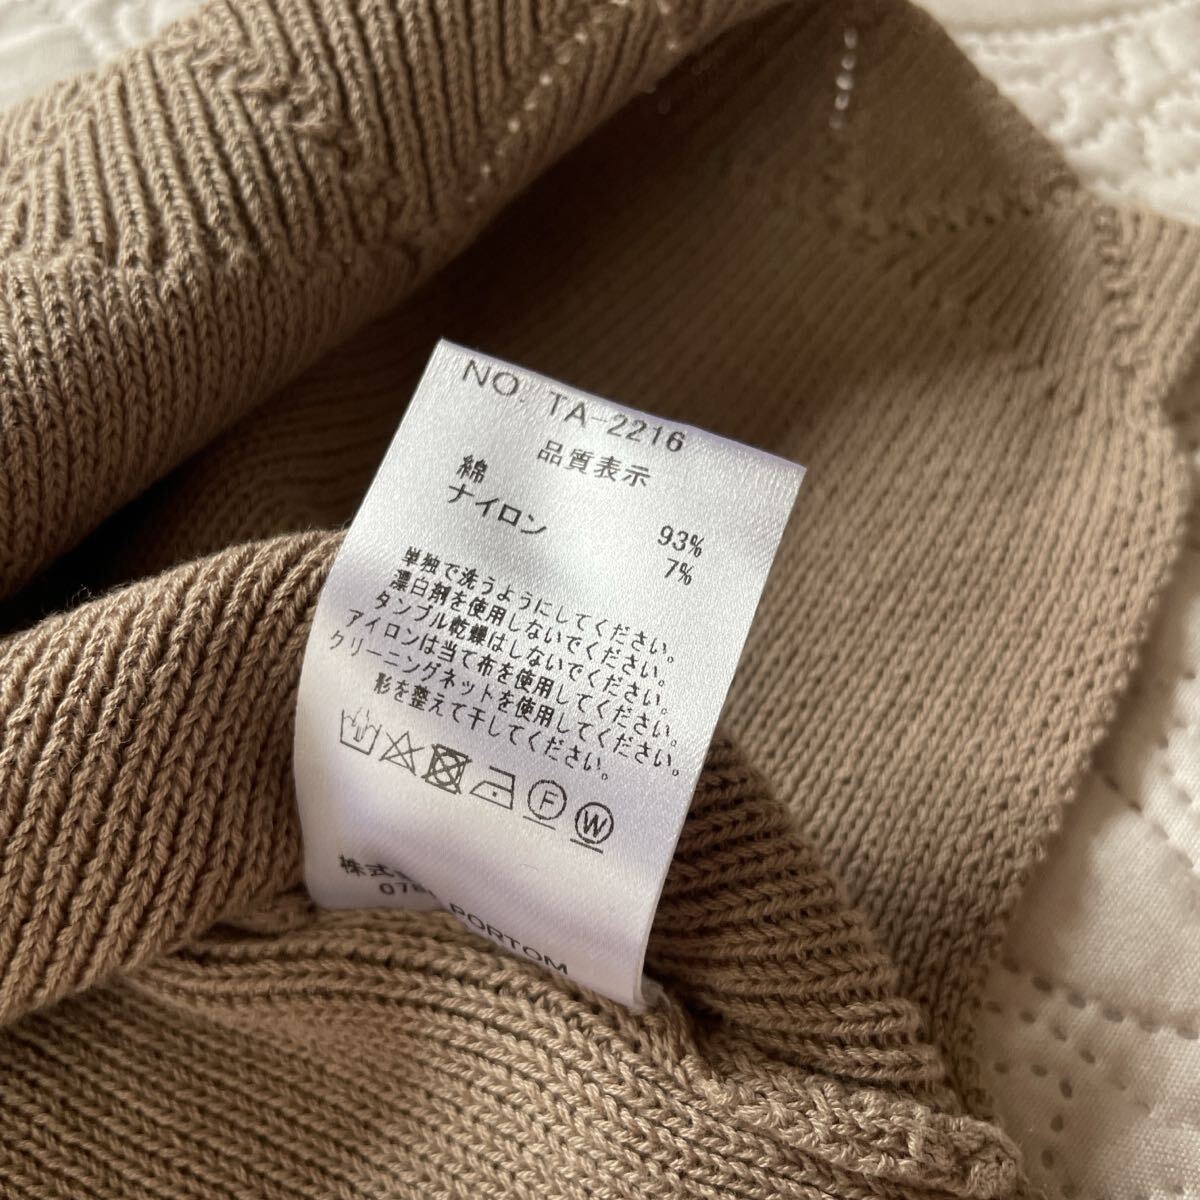 NO. TA-2216
品質表示
綿 93%
ナイロン 7%
単独で洗うようにしてください。
漂白剤を使用しないでください。
タンブル乾燥はしないでください。
アイロンは当て布を使用してください。
クリーニングネットを使用してください。
形を整えて干してください。
F W
株式
078
PORTOM